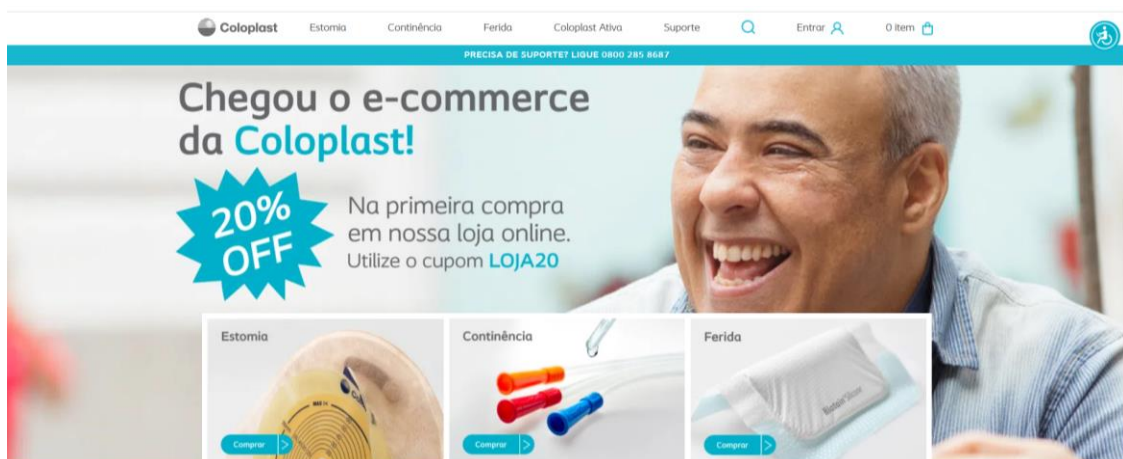 Coloplast
Estomia
Continência
Ferida
Coloplast Ativa
Suporte
Entrar
0 item
PRECISA DE SUPORTE? LIGUE 0800 285 8687
Chegou o e-commerce
da Coloplast!
20%
OFF
Na primeira compra
em nossa loja online.
Utilize o cupom LOJA20
Estomia
Continência
Ferida
Comprar
Comprar
Biatain Silicone
Comprar